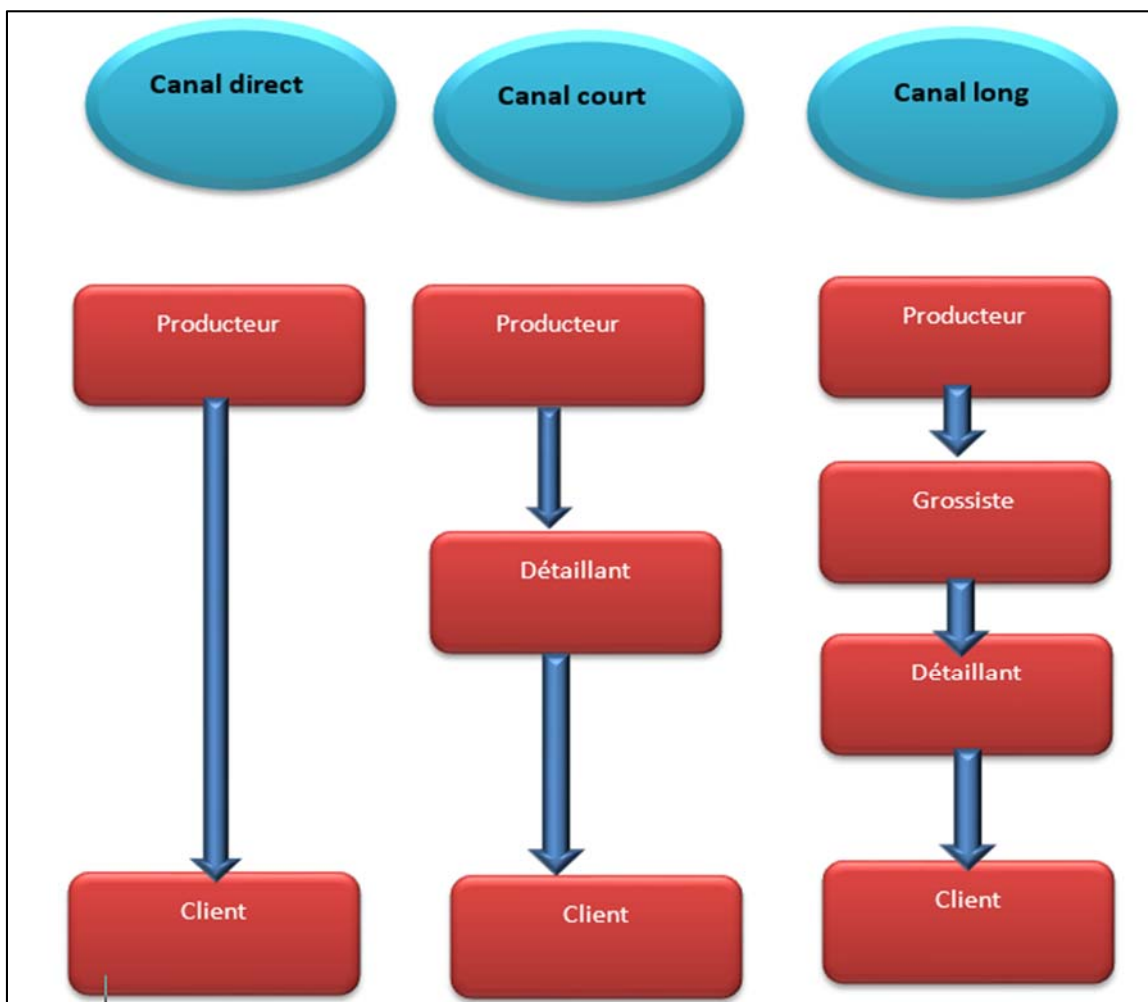 Canal direct
Canal court
Canal long
Producteur
Producteur
Producteur
Grossiste
Détaillant
Détaillant
Client
Client
Client